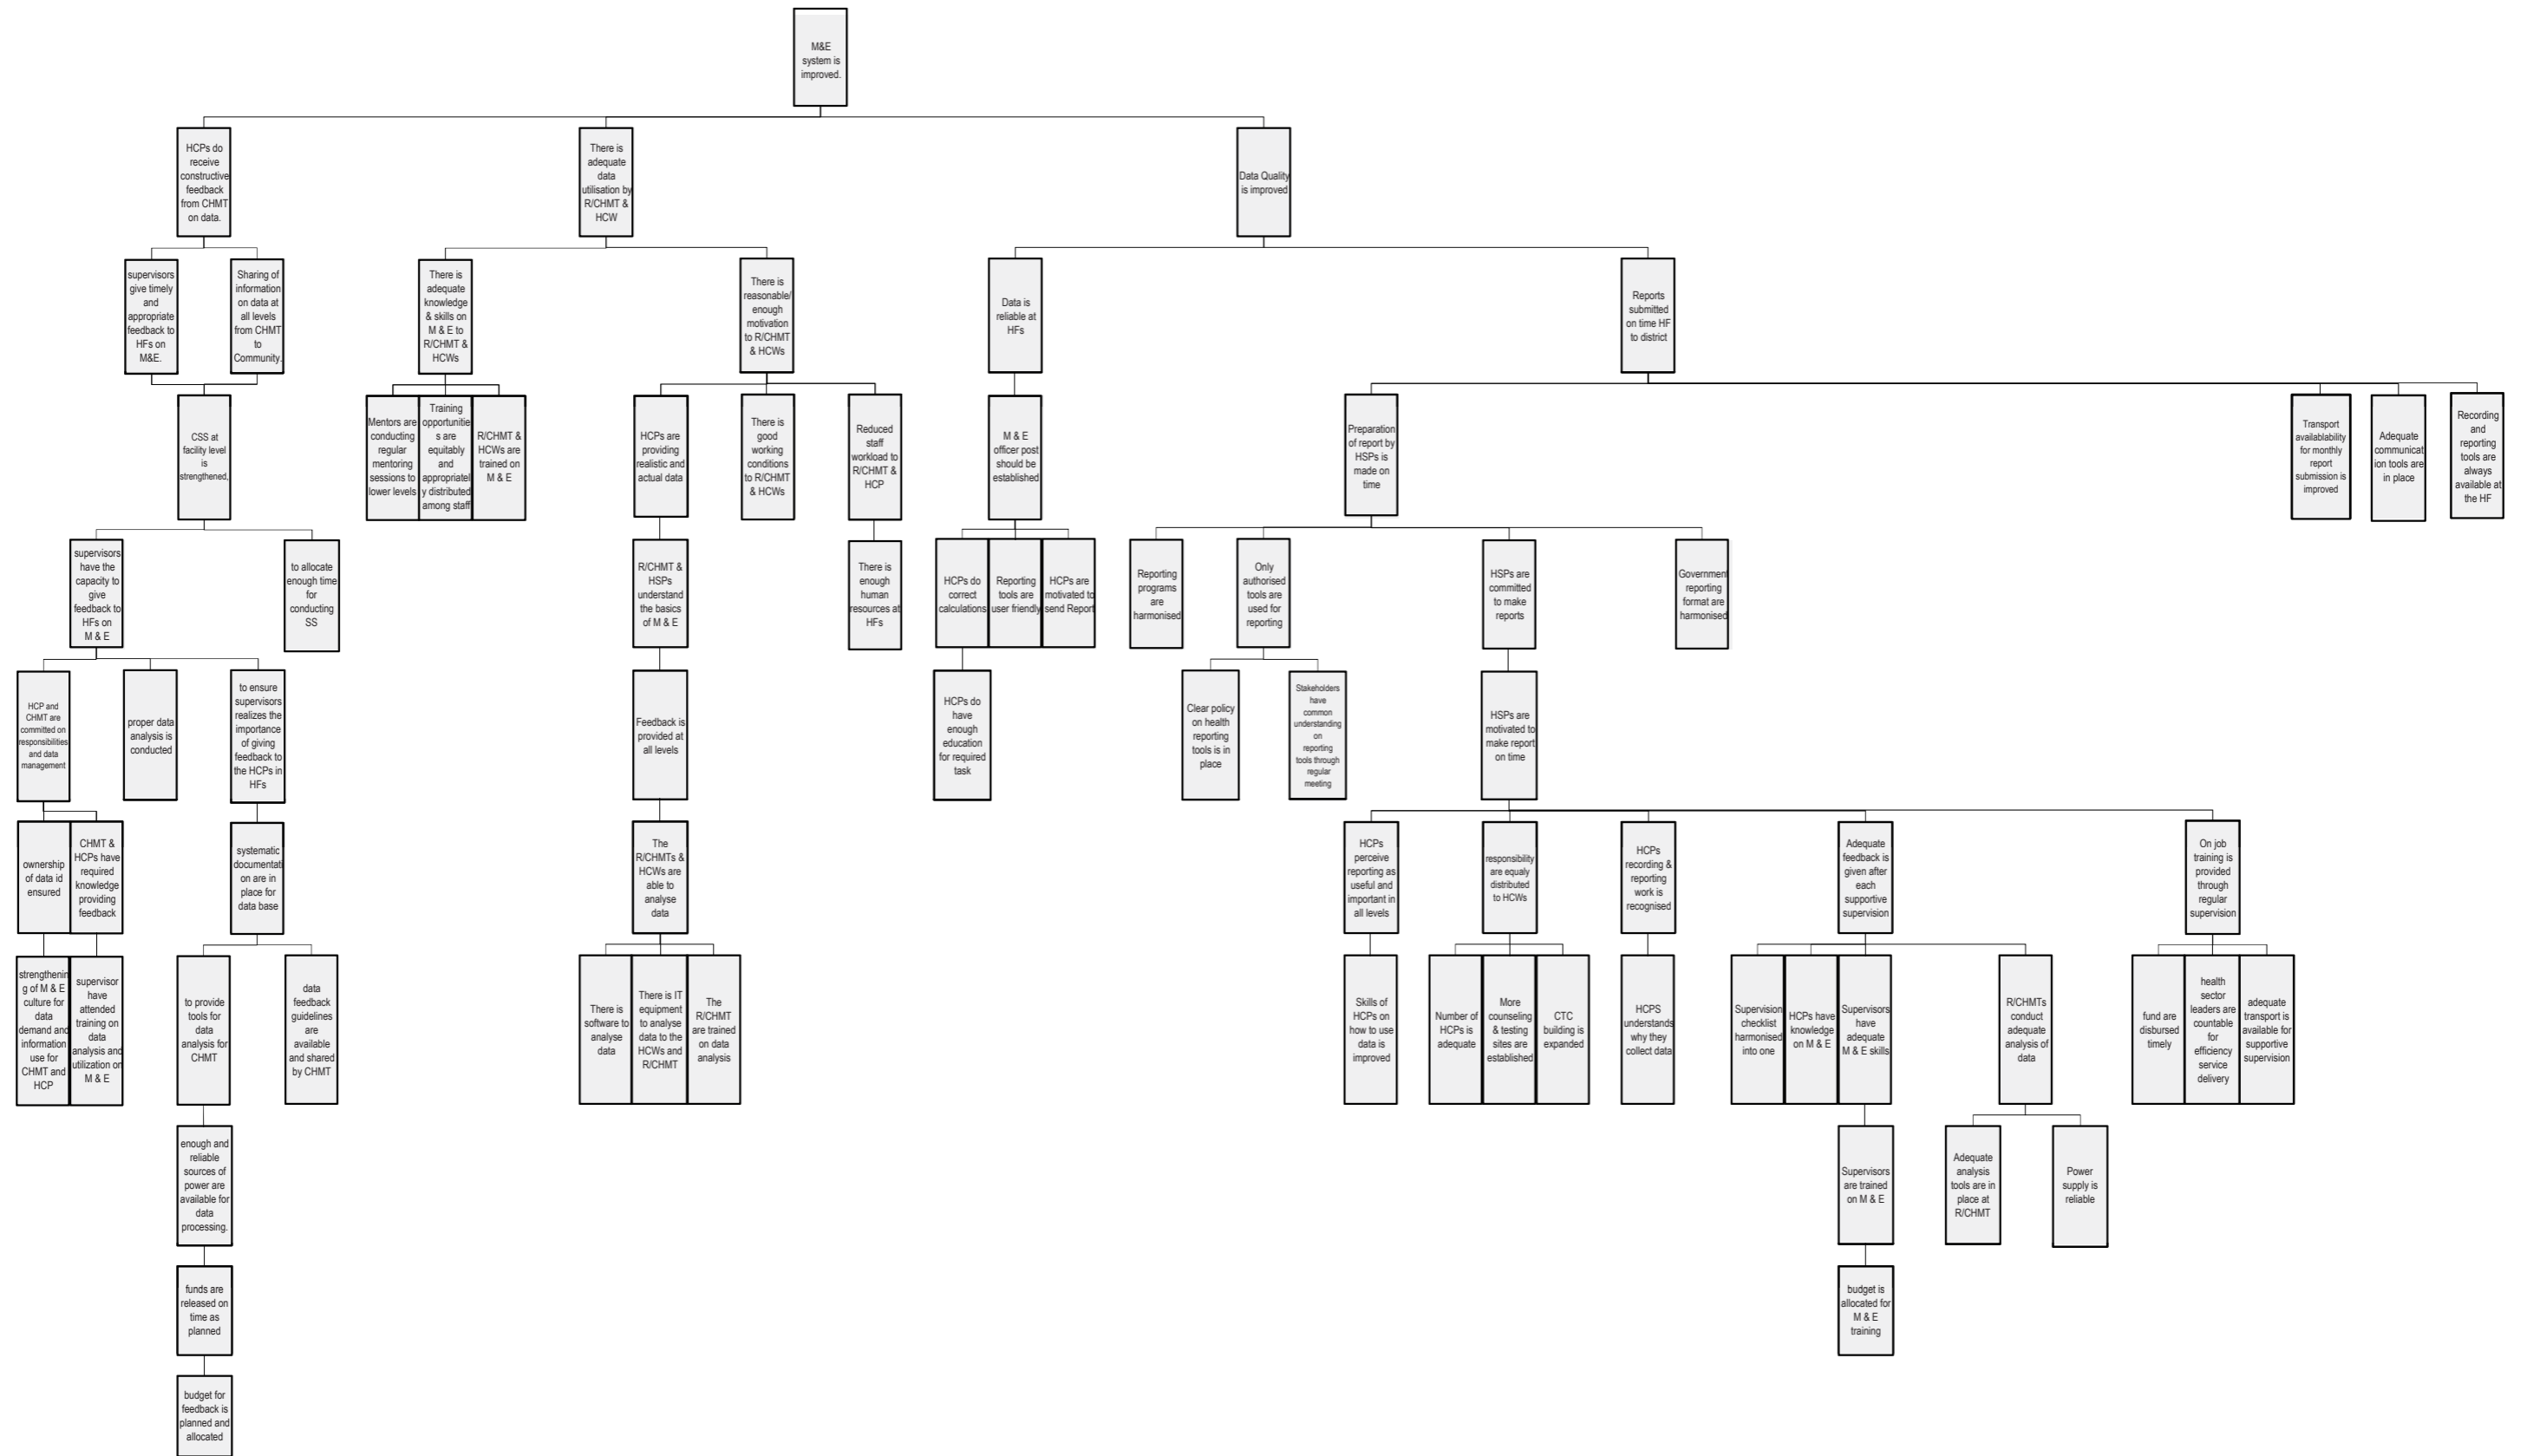 M&E
system is
improved.
HCPs do
receive
constructive
feedback
from CHMT
on data.
There is
adequate
data
utilisation by
R/CHMT &
HCW
Data Quality
is improved
supervisors
give timely
and
appropriate
feedback to
HFs on
M&E.
Sharing of
information
on data at
all levels
from CHMT
to
Community.
There is
adequate
knowledge
& skills on
M & E to
R/CHMT &
HCWs
There is
reasonable/
enough
motivation
to R/CHMT
& HCWs
Data is
reliable at
HFs
Reports
submitted
on time HF
to district
CSS at
facility level
is
strengthened,
Mentors are
conducting
regular
mentoring
sessions to
lower levels
Training
opportunitie
s are
equitably
and
appropriatel
y distributed
among staff
R/CHMT &
HCWs are
trained on
M & E
HCPs are
providing
realistic and
actual data
There is
good
working
conditions
to R/CHMT
& HCWs
Reduced
staff
workload to
R/CHMT &
HCP
M & E
officer post
should be
established
Preparation
of report by
HSPs is
made on
time
Transport
availablability
for monthly
report
submission is
improved
Adequate
communicat
ion tools are
in place
Recording
and
reporting
tools are
always
available at
the HF
supervisors
have the
capacity to
give
feedback to
HFs on
M & E
to allocate
enough time
for
conducting
SS
R/CHMT &
HSPs
understand
the basics
of M & E
There is
enough
human
resources at
HFs
HCPs do
correct
calculations
Reporting
tools are
user friendly
HCPs are
motivated to
send Report
Reporting
programs
are
harmonised
Only
authorised
tools are
used for
reporting
HSPs are
committed
to make
reports
Government
reporting
format are
harmonised
HCP and
CHMT are
committed on
responsibilities
and data
management
proper data
analysis is
conducted
to ensure
supervisors
realizes the
importance
of giving
feedback to
the HCPs in
HFs
Feedback is
provided at
all levels
HCPs do
have
enough
education
for required
task
Clear policy
on health
reporting
tools is in
place
Stakeholders
have
common
understanding
on
reporting
tools through
regular
meeting
HSPs are
motivated to
make report
on time
ownership
of data id
ensured
CHMT &
HCPs have
required
knowledge
providing
feedback
systematic
documentati
on are in
place for
data base
The
R/CHMTs &
HCWs are
able to
analyse
data
HCPs
perceive
reporting as
useful and
important in
all levels
responsibility
are equaly
distributed
to HCWs
HCPs
recording &
reporting
work is
recognised
Adequate
feedback is
given after
each
supportive
supervision
On job
training is
provided
through
regular
supervision
strengthenin
g of M & E
culture for
data
demand and
information
use for
CHMT and
HCP
supervisor
have
attended
training on
data
analysis and
utilization on
M & E
to provide
tools for
data
analysis for
CHMT
data
feedback
guidelines
are
available
and shared
by CHMT
There is
software to
analyse
data
There is IT
equipment
to analyse
data to the
HCWs and
R/CHMT
The
R/CHMT
are trained
on data
analysis
Skills of
HCPs on
how to use
data is
improved
Number of
HCPs is
adequate
More
counseling
& testing
sites are
established
CTC
building is
expanded
HCPS
understands
why they
collect data
Supervision
checklist
harmonised
into one
HCPs have
knowledge
on M & E
Supervisors
have
adequate
M & E skills
R/CHMTs
conduct
adequate
analysis of
data
fund are
disbursed
timely
health
sector
leaders are
countable
for
efficiency
service
delivery
adequate
transport is
available for
supportive
supervision
enough and
reliable
sources of
power are
available for
data
processing.
Supervisors
are trained
on M & E
Adequate
analysis
tools are in
place at
R/CHMT
Power
supply is
reliable
funds are
released on
time as
planned
budget is
allocated for
M & E
training
budget for
feedback is
planned and
allocated